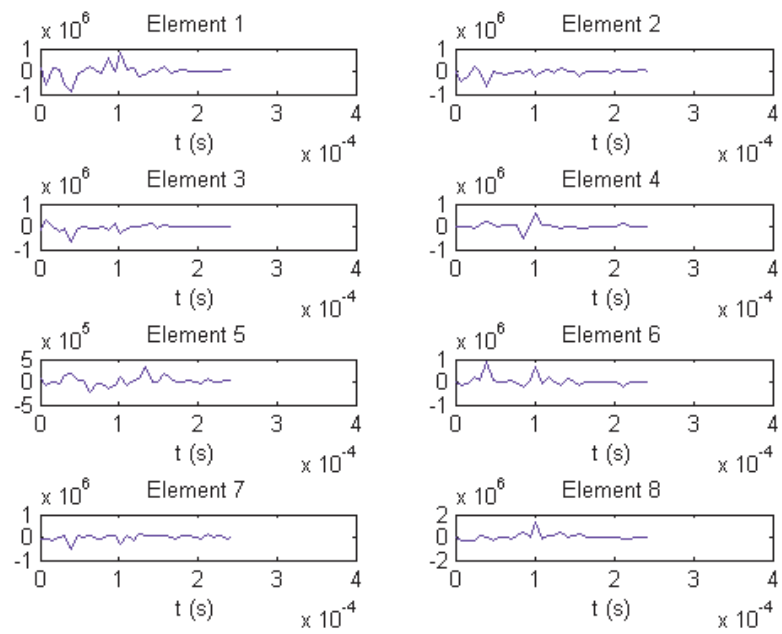 x 10^6 Element 1
1
0
-1
0 1 2 3 4
t (s) x 10^-4
x 10^6 Element 2
1
0
-1
0 1 2 3 4
t (s) x 10^-4
x 10^6 Element 3
1
0
-1
0 1 2 3 4
t (s) x 10^-4
x 10^6 Element 4
1
0
-1
0 1 2 3 4
t (s) x 10^-4
x 10^5 Element 5
5
0
-5
0 1 2 3 4
t (s) x 10^-4
x 10^6 Element 6
1
0
-1
0 1 2 3 4
t (s) x 10^-4
x 10^6 Element 7
1
0
-1
0 1 2 3 4
t (s) x 10^-4
x 10^6 Element 8
2
0
-2
0 1 2 3 4
t (s) x 10^-4